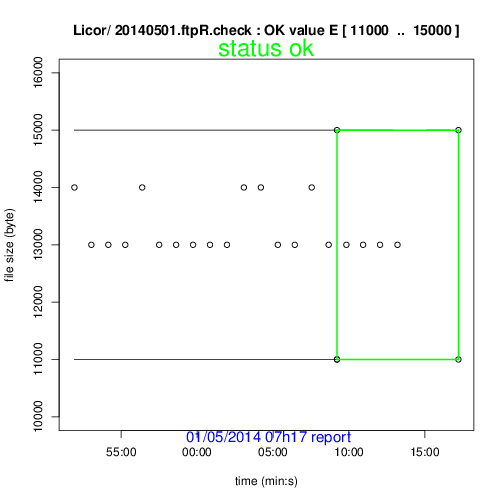 Licor/ 20140501.ftpR.check : OK value E [ 11000 .. 15000 ]
status ok
file size (byte)
16000
15000
14000
13000
12000
11000
10000
01/05/2014 07h17 report
55:00 00:00 05:00 10:00 15:00
time (min:s)